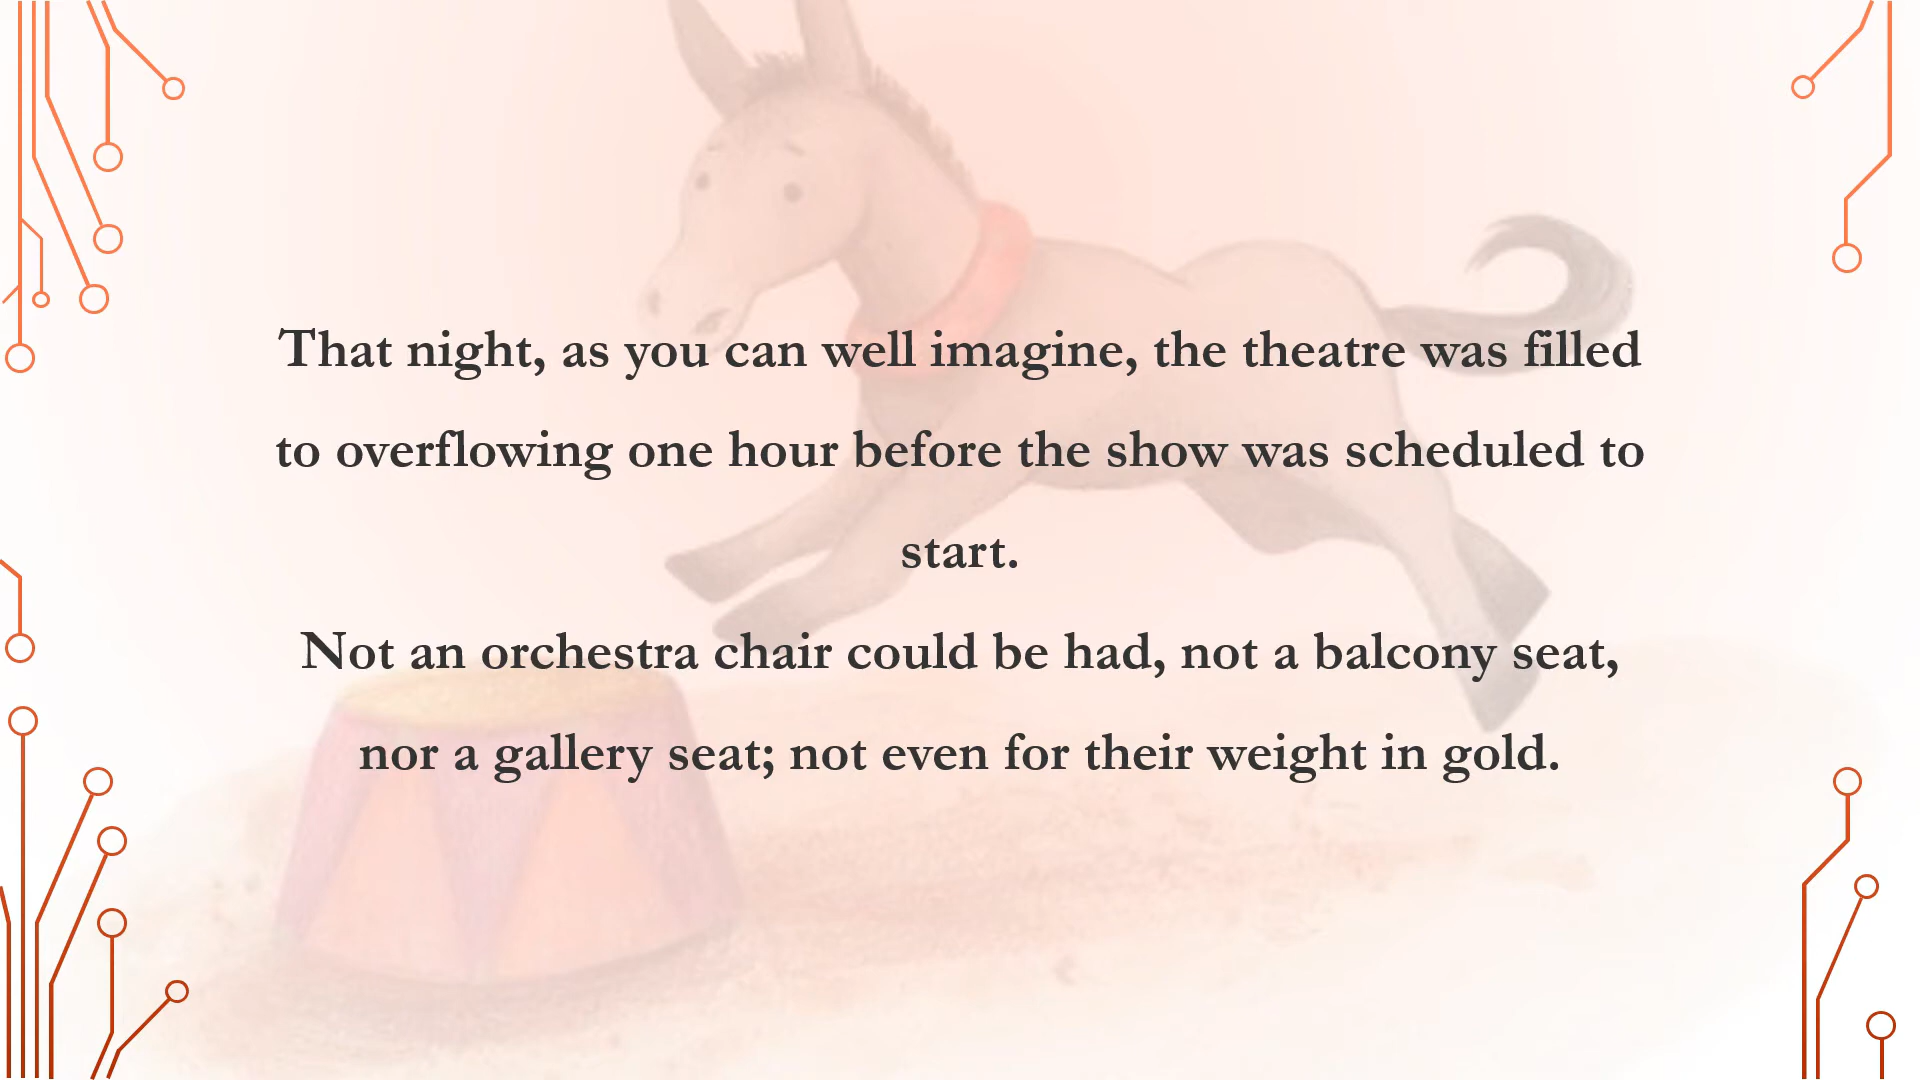 That night, as you can well imagine, the theatre was filled
to overflowing one hour before the show was scheduled to
start.
Not an orchestra chair could be had, not a balcony seat,
nor a gallery seat; not even for their weight in gold.